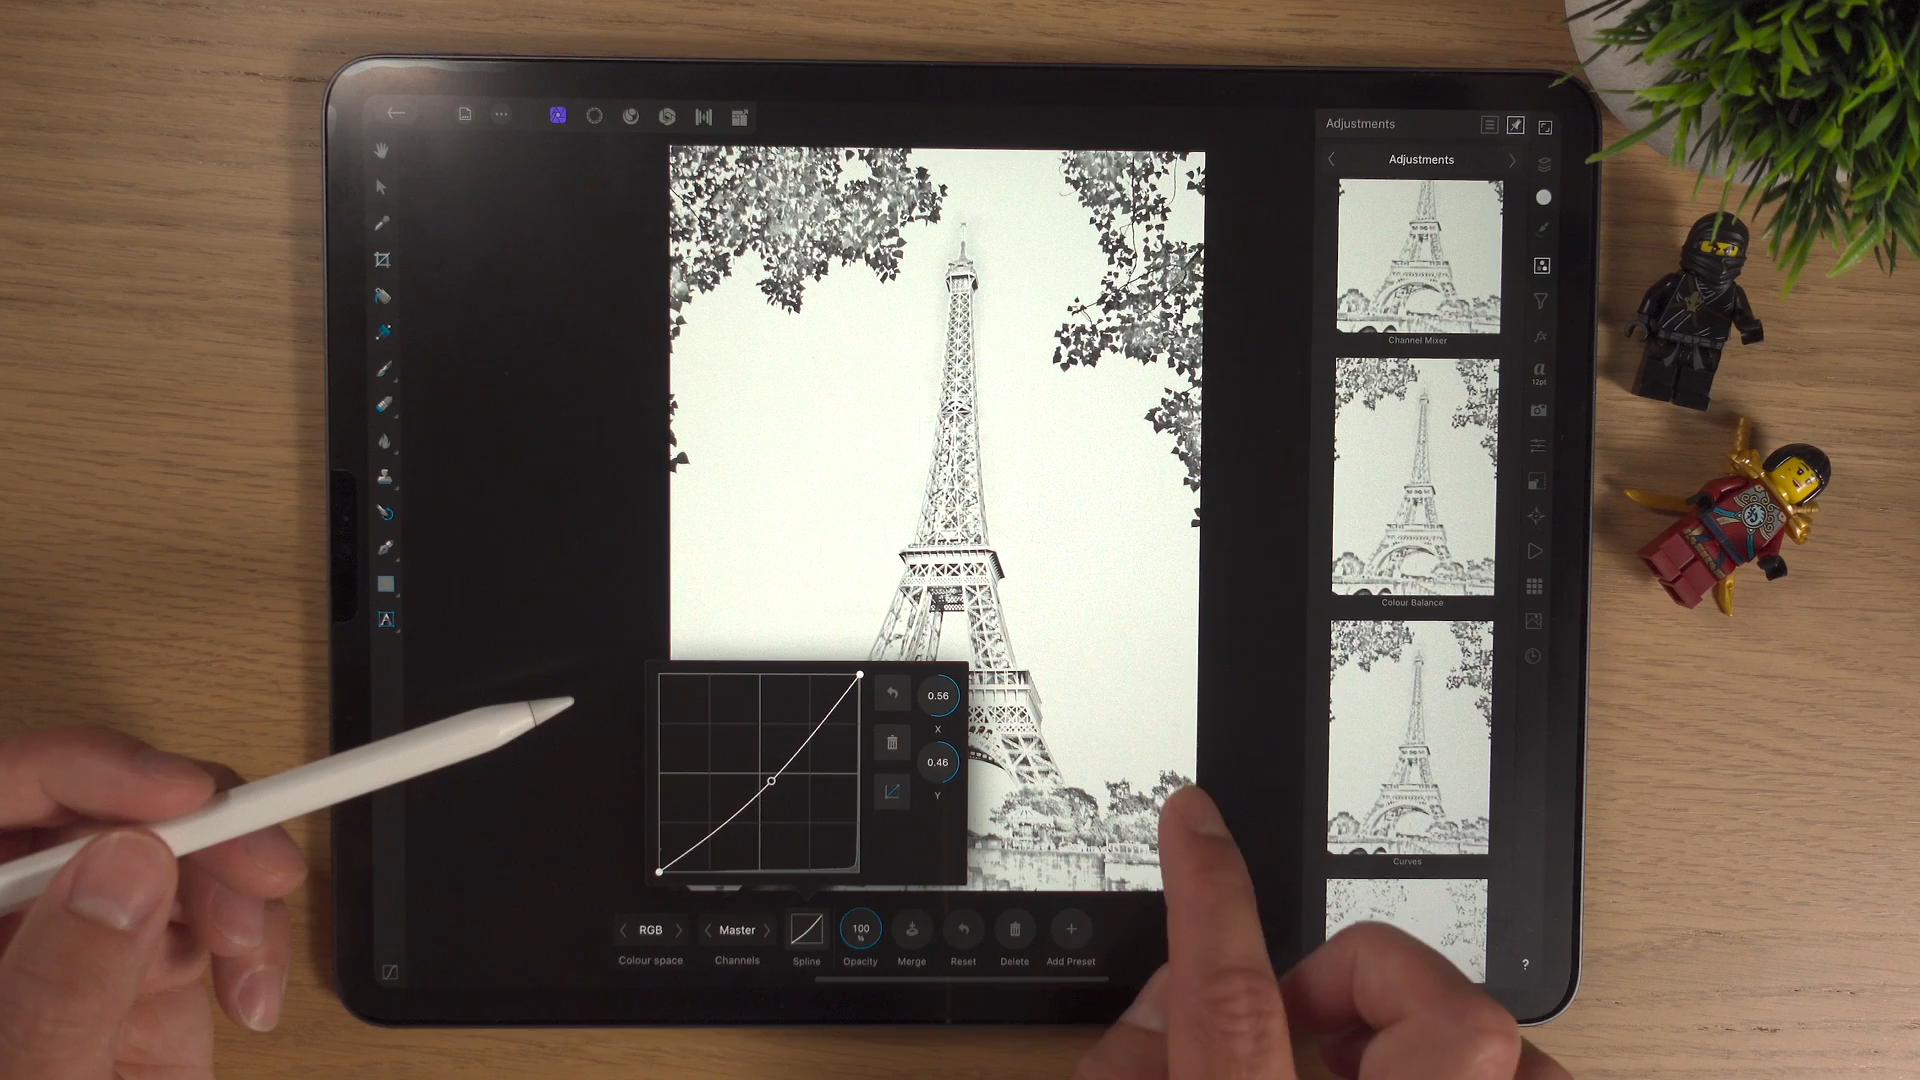 Adjustments
Adjustments
Channel Mixer
12pt
Colour Balance
Curves
0.56
X
0.46
Y
RGB
Master
100
%
Colour space
Channels
Spline
Opacity
Merge
Reset
Delete
Add Preset
?